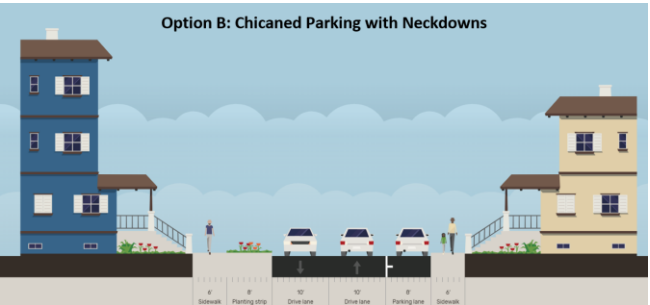 Option B: Chicaned Parking with Neckdowns
6' 8' 10' 10' 8' 6'
Sidewalk Planting strip Drive lane Drive lane Parking lane Sidewalk